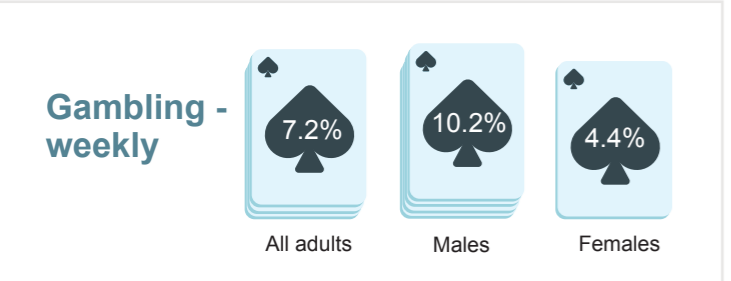 Gambling -
weekly
7.2%
10.2%
4.4%
All adults
Males
Females